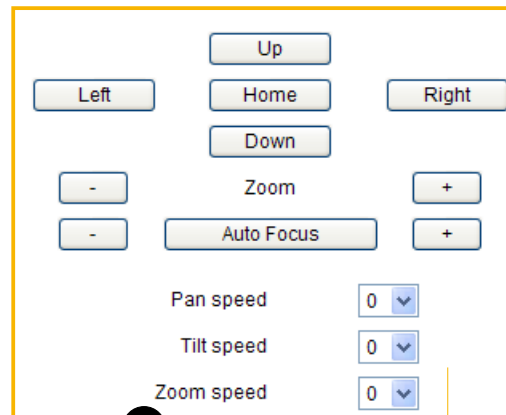 Up
Left Home Right
Down
- Zoom +
- Auto Focus +
Pan speed 0
Tilt speed 0
Zoom speed 0